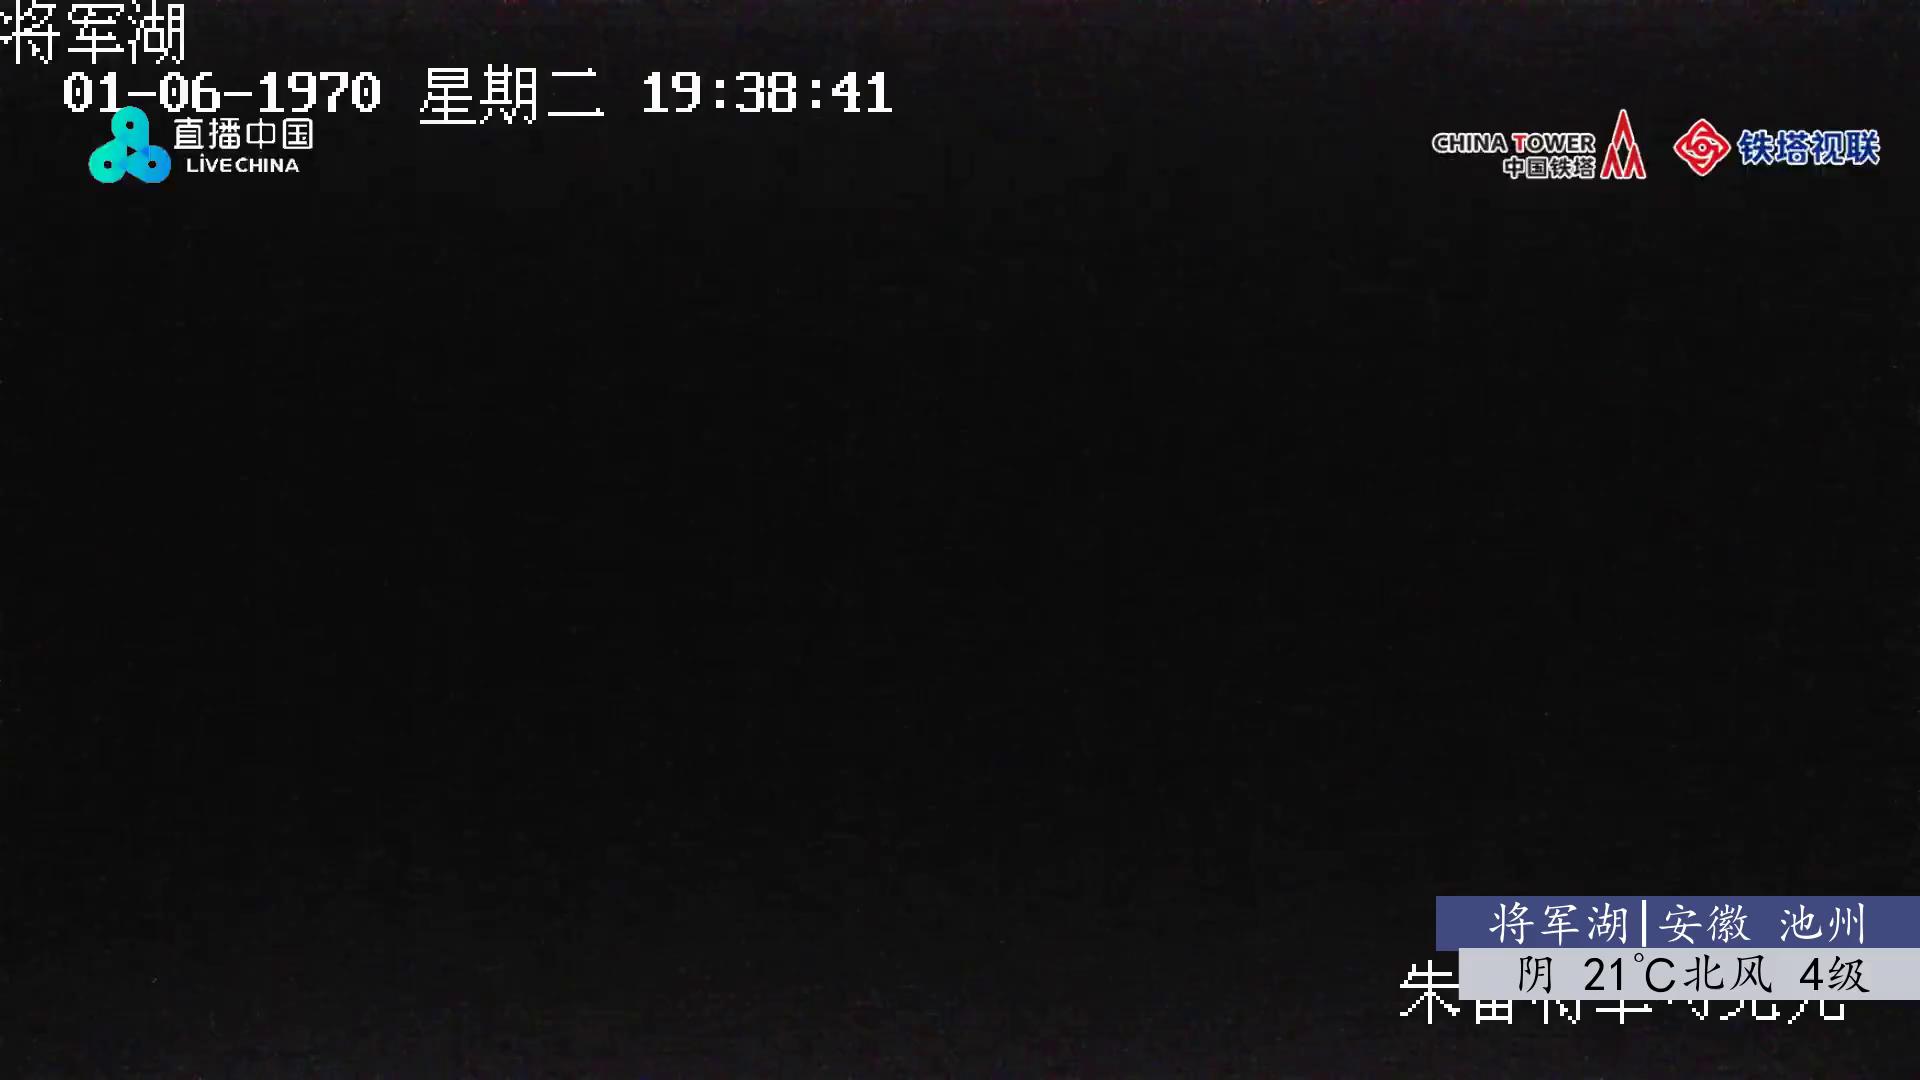 将军湖
01-06-1970 星期二 19:38:41
直播中国
LIVECHINA
CHINA TOWER
中国铁塔
铁塔视联
将军湖|安徽 池州
阴 21℃北风 4级
朱